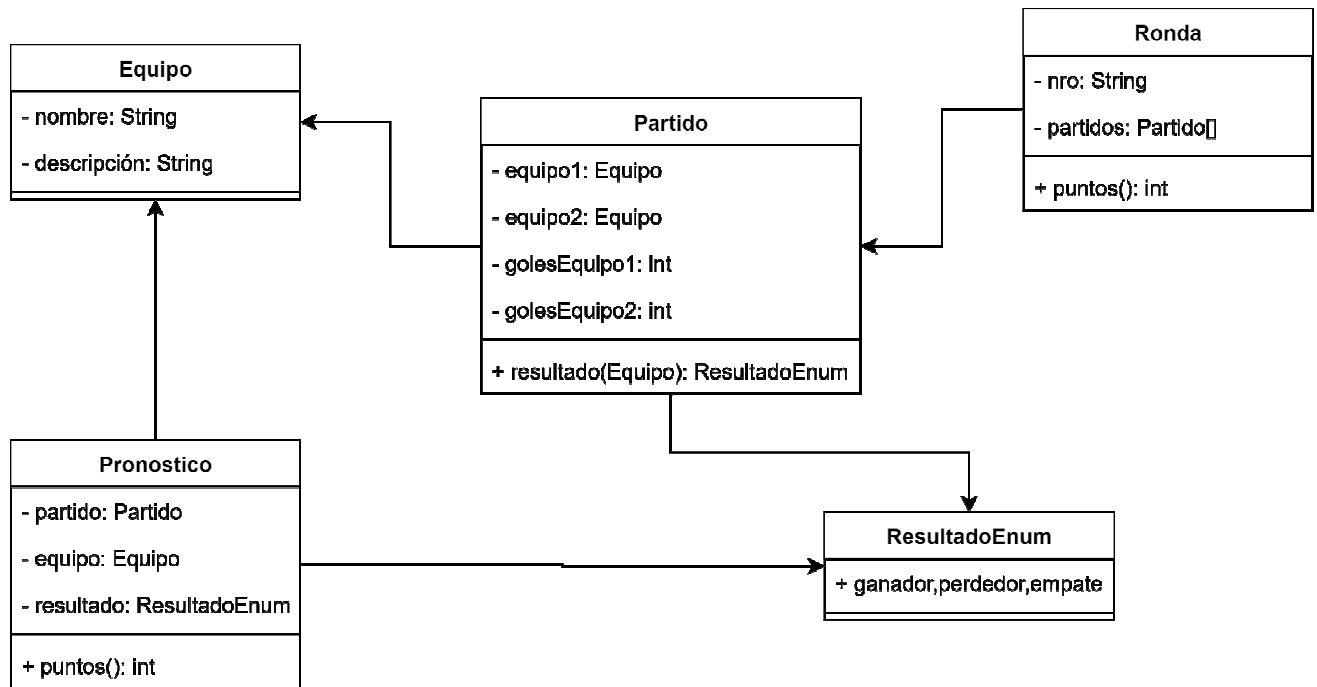 Equipo
- nombre: String
- descripción: String
Partido
- equipo1: Equipo
- equipo2: Equipo
- golesEquipo1: int
- golesEquipo2: int
+ resultado(Equipo): ResultadoEnum
Ronda
- nro: String
- partidos: Partido[]
+ puntos(): int
Pronostico
- partido: Partido
- equipo: Equipo
- resultado: ResultadoEnum
+ puntos(): int
ResultadoEnum
+ ganador,perdedor,empate